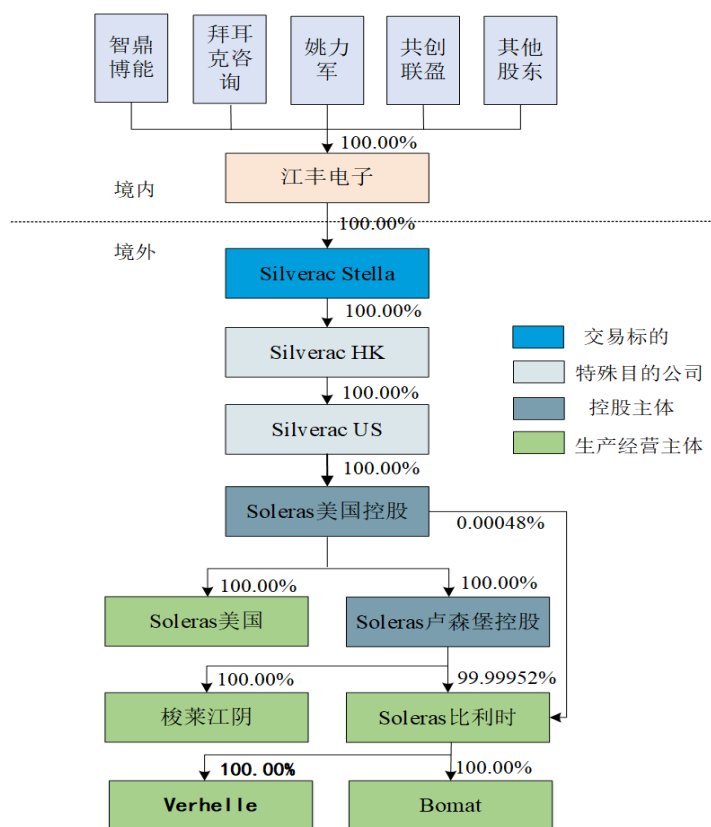 智鼎
博能
拜耳
克咨
询
姚力
军
共创
联盈
其他
股东
100.00%
江丰电子
境内
100.00%
境外
Silverac Stella
100.00%
Silverac HK
100.00%
Silverac US
100.00%
交易标的
特殊目的公司
控股主体
生产经营主体
Soleras美国控股
0.00048%
100.00%
100.00%
Soleras美国
Soleras卢森堡控股
100.00%
99.99952%
梭莱江阴
Soleras比利时
100.00%
100.00%
Verhelle
Bomat